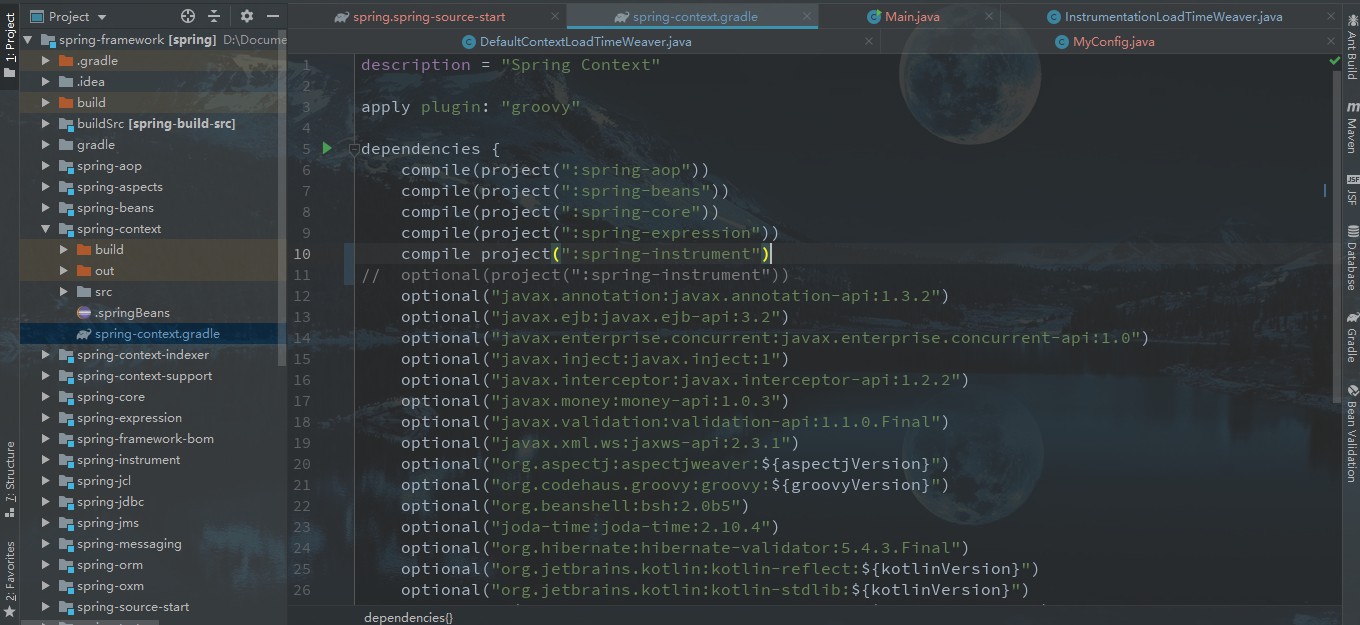 Project
spring.spring-source-start
spring-context.gradle
Main.java
InstrumentationLoadTimeWeaver.java
DefaultContextLoadTimeWeaver.java
MyConfig.java
1: Project
7: Structure
2: Favorites
spring-framework [spring] D:\Docume
.gradle
.idea
build
buildSrc [spring-build-src]
gradle
spring-aop
spring-aspects
spring-beans
spring-context
build
out
src
.springBeans
spring-context.gradle
spring-context-indexer
spring-context-support
spring-core
spring-expression
spring-framework-bom
spring-instrument
spring-jcl
spring-jdbc
spring-jms
spring-messaging
spring-orm
spring-oxm
spring-source-start
1 description = "Spring Context"
2
3 apply plugin: "groovy"
4
5 dependencies {
6 compile(project(":spring-aop"))
7 compile(project(":spring-beans"))
8 compile(project(":spring-core"))
9 compile(project(":spring-expression"))
10 compile project(":spring-instrument")
11 // optional(project(":spring-instrument"))
12 optional("javax.annotation:javax.annotation-api:1.3.2")
13 optional("javax.ejb:javax.ejb-api:3.2")
14 optional("javax.enterprise.concurrent:javax.enterprise.concurrent-api:1.0")
15 optional("javax.inject:javax.inject:1")
16 optional("javax.interceptor:javax.interceptor-api:1.2.2")
17 optional("javax.money:money-api:1.0.3")
18 optional("javax.validation:validation-api:1.1.0.Final")
19 optional("javax.xml.ws:jaxws-api:2.3.1")
20 optional("org.aspectj:aspectjweaver:${aspectjVersion}")
21 optional("org.codehaus.groovy:groovy:${groovyVersion}")
22 optional("org.beanshell:bsh:2.0b5")
23 optional("joda-time:joda-time:2.10.4")
24 optional("org.hibernate:hibernate-validator:5.4.3.Final")
25 optional("org.jetbrains.kotlin:kotlin-reflect:${kotlinVersion}")
26 optional("org.jetbrains.kotlin:kotlin-stdlib:${kotlinVersion}")
dependencies{}
Ant Build
Maven
JSF
Database
Gradle
Bean Validation